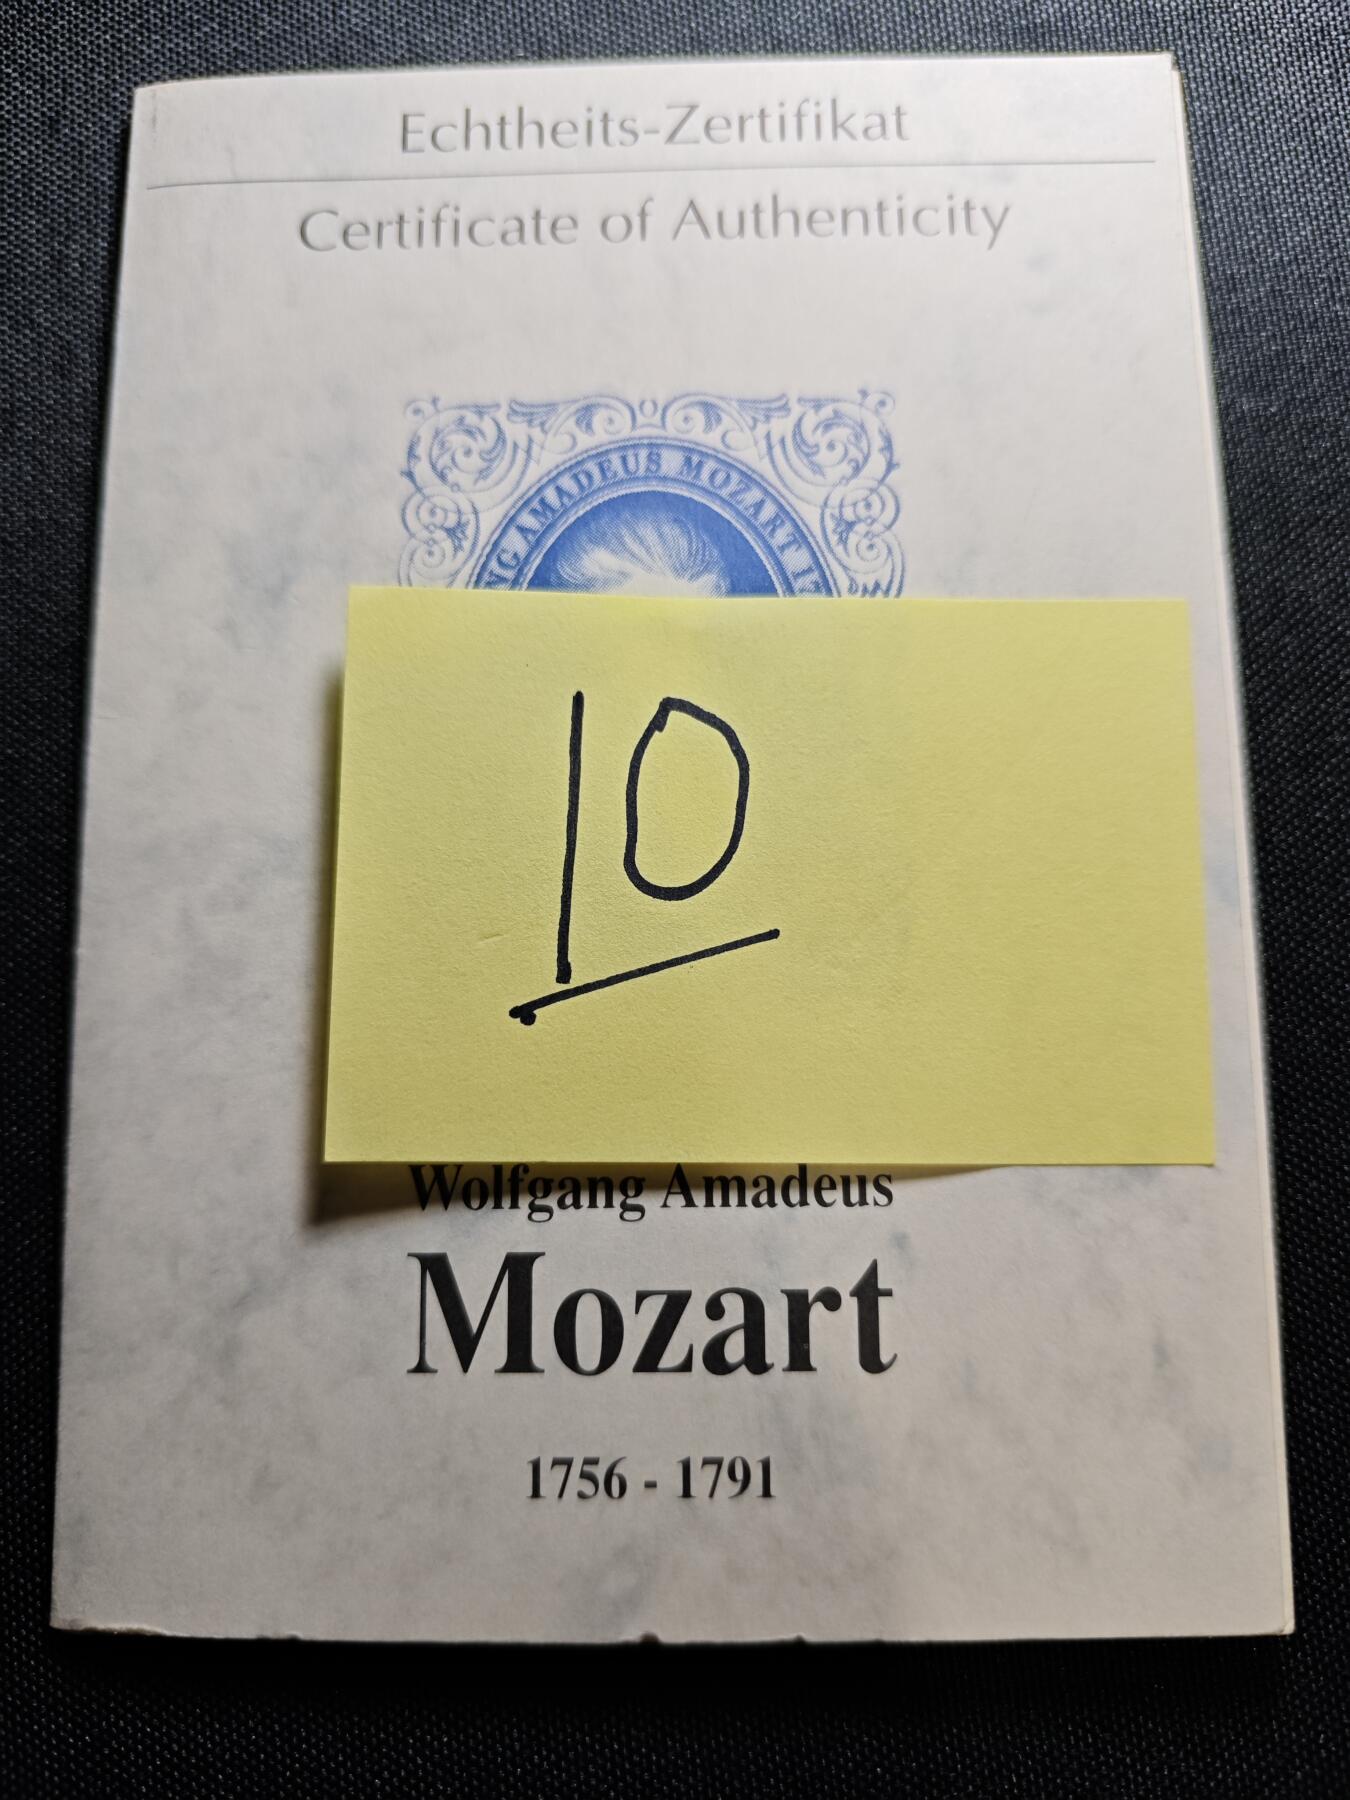 Echtheits-Zertifikat
Certificate of Authenticity
AMADEUS MOZART
10
Wolfgang Amadeus
Mozart
1756 - 1791